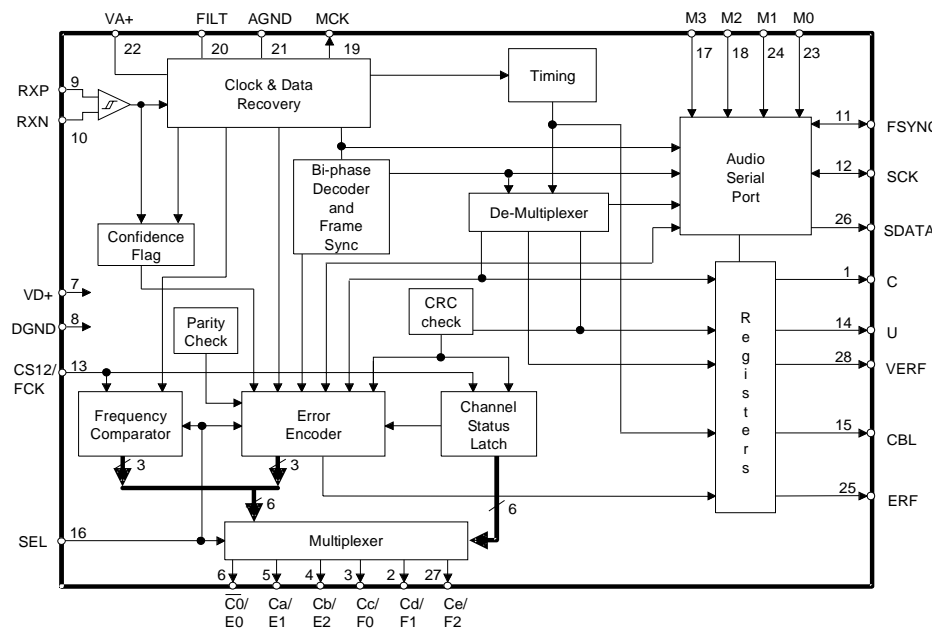 VA+ FILT AGND MCK M3 M2 M1 M0
22 20 21 19 17 18 24 23
RXP 9
RXN 10
Clock & Data
Recovery
Timing
11 FSYNC
Audio
Serial
Port
12 SCK
26 SDATA
Bi-phase
Decoder
and
Frame
Sync
De-Multiplexer
Confidence
Flag
VD+ 7
DGND 8
Parity
Check
CRC
check
Registers
1 C
14 U
28 VERF
15 CBL
25 ERF
CS12/
FCK
13
Frequency
Comparator
Error
Encoder
Channel
Status
Latch
3 3
6 6
SEL 16
Multiplexer
6 5 4 3 2 27
C0/ Ca/ Cb/ Cc/ Cd/ Ce/
E0 E1 E2 F0 F1 F2